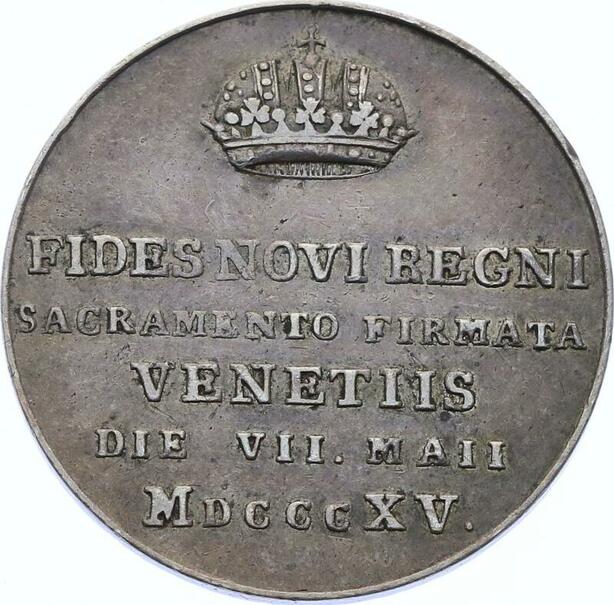 FIDES NOVI REGNI
SACRAMENTO FIRMATA
VENETIIS
DIE VII. MAII
MDCCCXV.